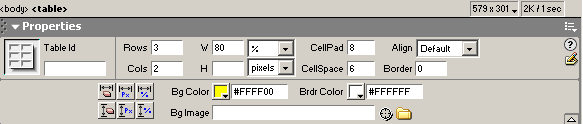 <body> <table> 579 x 301 2K / 1 sec
Properties
Table Id Rows 3 W 80 % CellPad 8 Align Default
Cols 2 H pixels CellSpace 6 Border 0
Bg Color #FFFF00 Brdr Color #FFFFFF
Bg Image